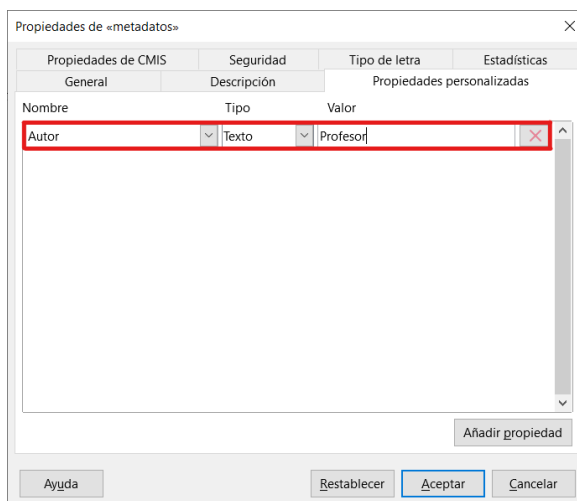 Propiedades de «metadatos»
Propiedades de CMIS Seguridad Tipo de letra Estadísticas
General Descripción Propiedades personalizadas
Nombre Tipo Valor
Autor Texto Profesor
Añadir propiedad
Ayuda Restablecer Aceptar Cancelar